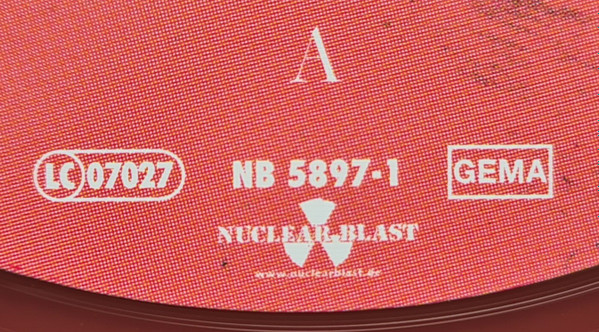 A
LC 07027 NB 5897-1 GEMA
NUCLEAR BLAST
www.nuclearblast.de